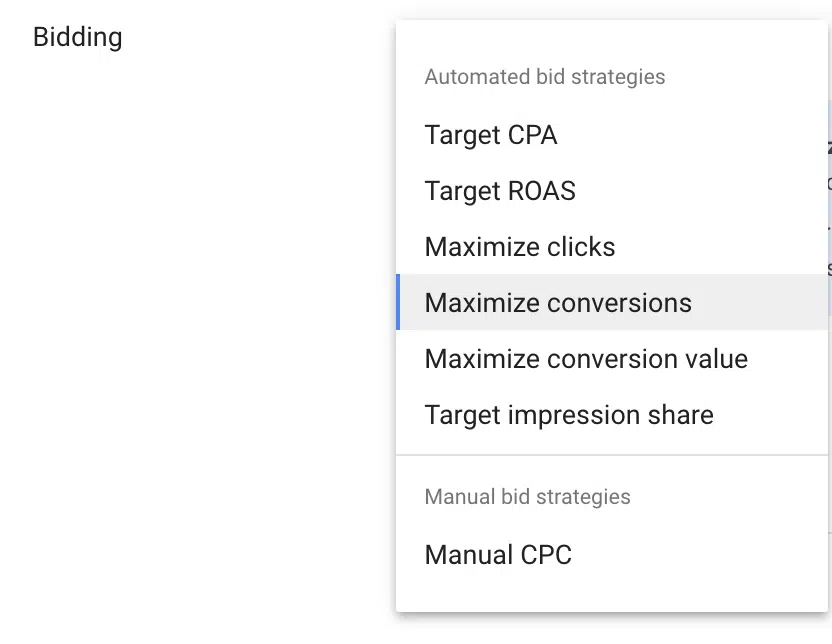 Bidding
Automated bid strategies
Target CPA
Target ROAS
Maximize clicks
Maximize conversions
Maximize conversion value
Target impression share
Manual bid strategies
Manual CPC